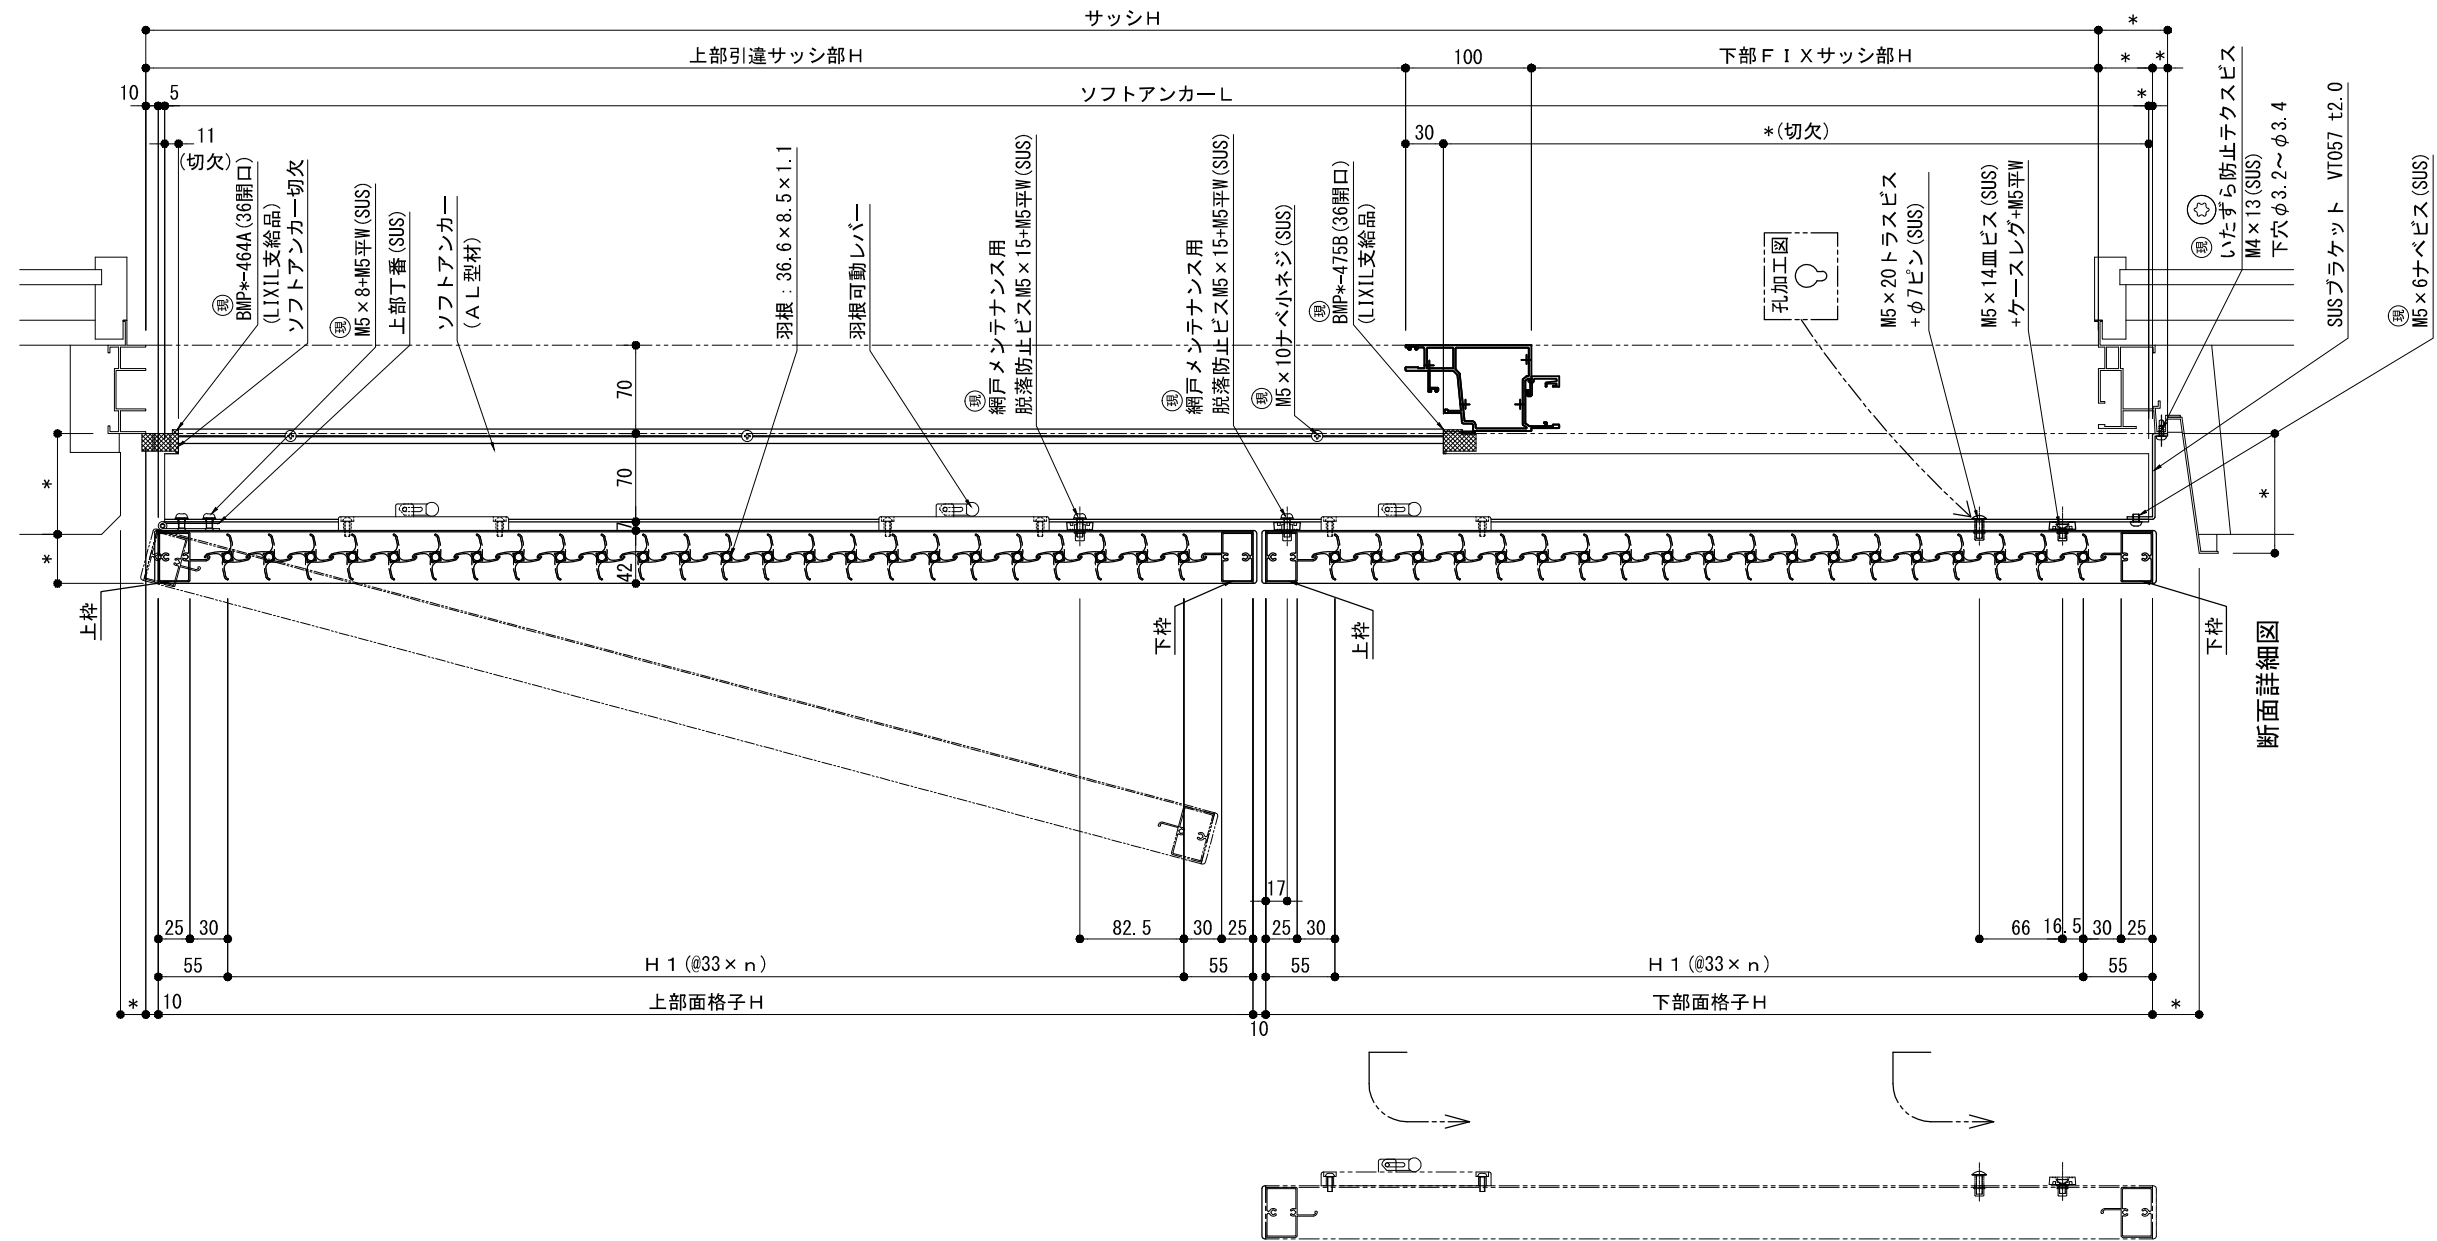 サッシH
*
上部引違サッシ部H
100
下部FIXサッシ部H
*
*
10
5
ソフトアンカーL
*
11
(切欠)
30
*(切欠)
現
BMP*-464A(36開口)
(LIXIL支給品)
ソフトアンカー切欠
現
M5×8+M5平W(SUS)
上部丁番(SUS)
ソフトアンカー
(AL型材)
羽根:36.6×8.5×1.1
羽根可動レバー
現
網戸メンテナンス用
脱落防止ビスM5×15+M5平W(SUS)
現
網戸メンテナンス用
脱落防止ビスM5×15+M5平W(SUS)
現
M5×10ナベ小ネジ(SUS)
現
BMP*-475B(36開口)
(LIXIL支給品)
孔加工図
M5×20トラスビス
+φ7ピン(SUS)
M5×14皿ビス(SUS)
+ケースレグ+M5平W
現
いたずら防止テクスビス
M4×13(SUS)
下穴φ3.2~φ3.4
SUSブラケット VT057 t2.0
現
M5×6ナベビス(SUS)
70
70
7
42
*
*
*
上枠
下枠
上枠
下枠
断面詳細図
17
25
30
82.5
30
25
25
30
66
16.5
30
25
55
H1(@33×n)
55
55
H1(@33×n)
55
*
10
上部面格子H
10
下部面格子H
*